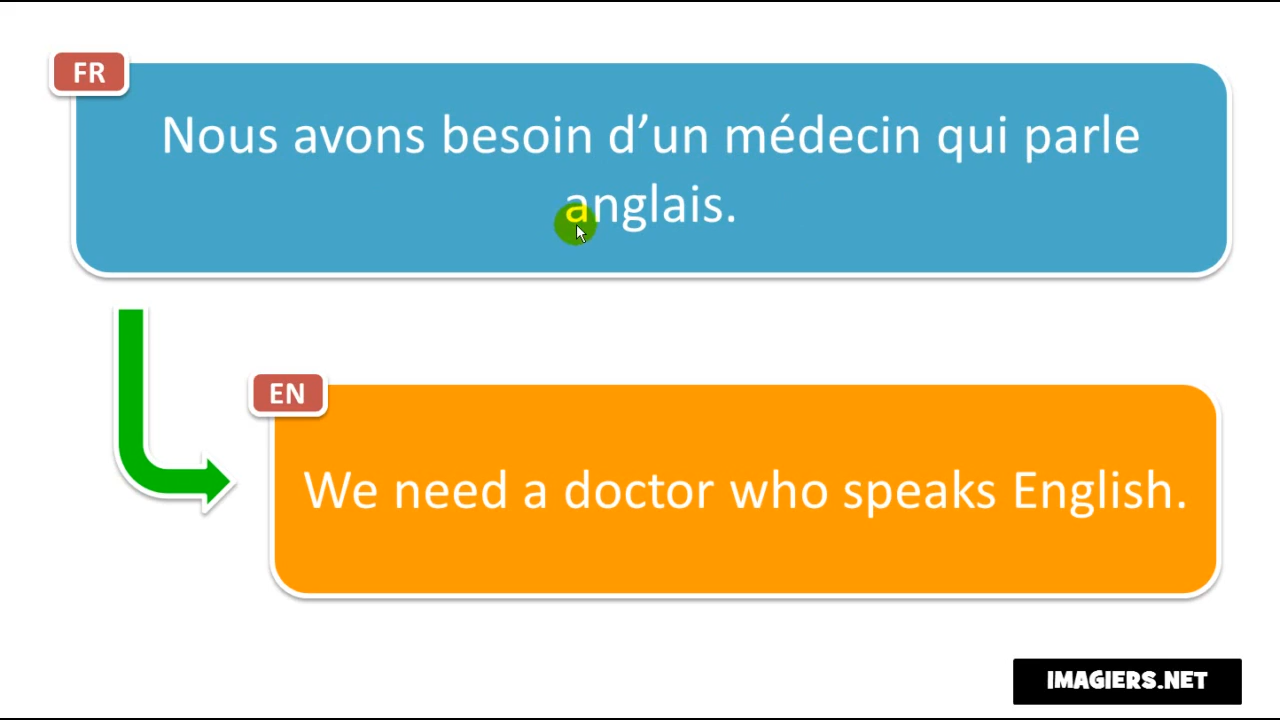 FR
Nous avons besoin d’un médecin qui parle
anglais.
EN
We need a doctor who speaks English.
IMAGIERS.NET